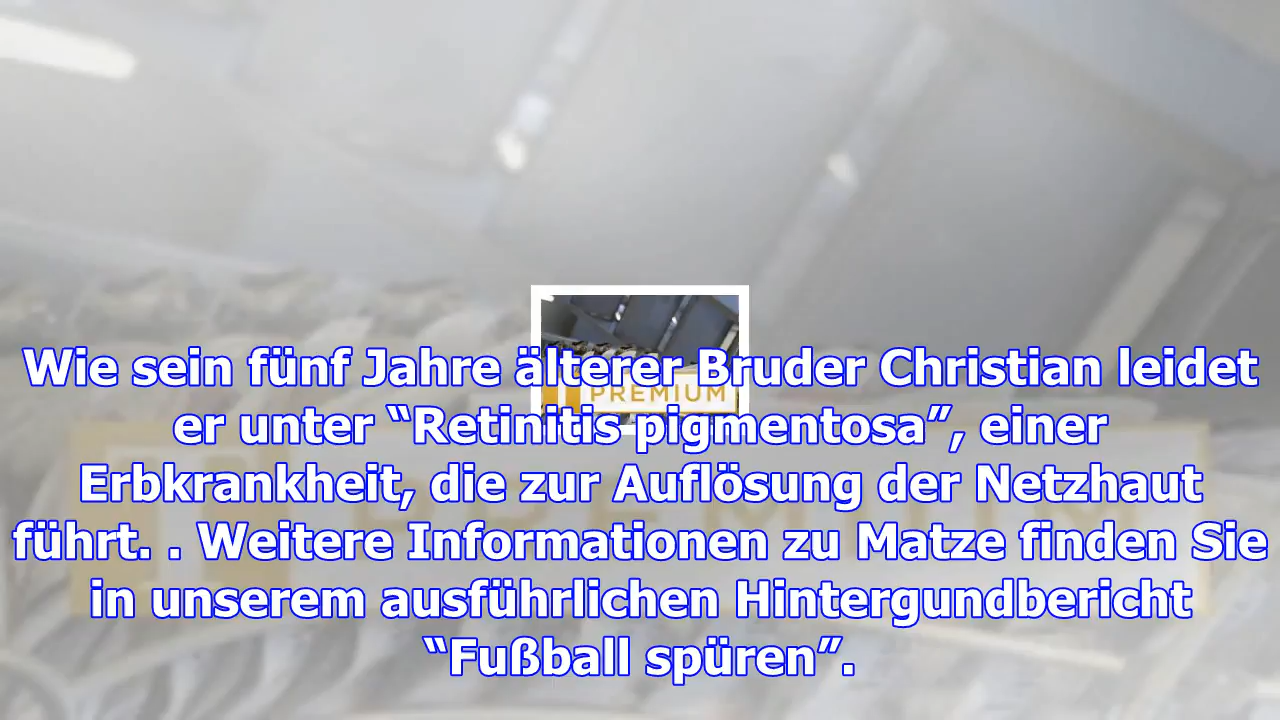 Wie sein fünf Jahre älterer Bruder Christian leidet
er unter “Retinitis pigmentosa”, einer
Erbkrankheit, die zur Auflösung der Netzhaut
führt. . Weitere Informationen zu Matze finden Sie
in unserem ausführlichen Hintergundbericht
“Fußball spüren”.
PREMIUM